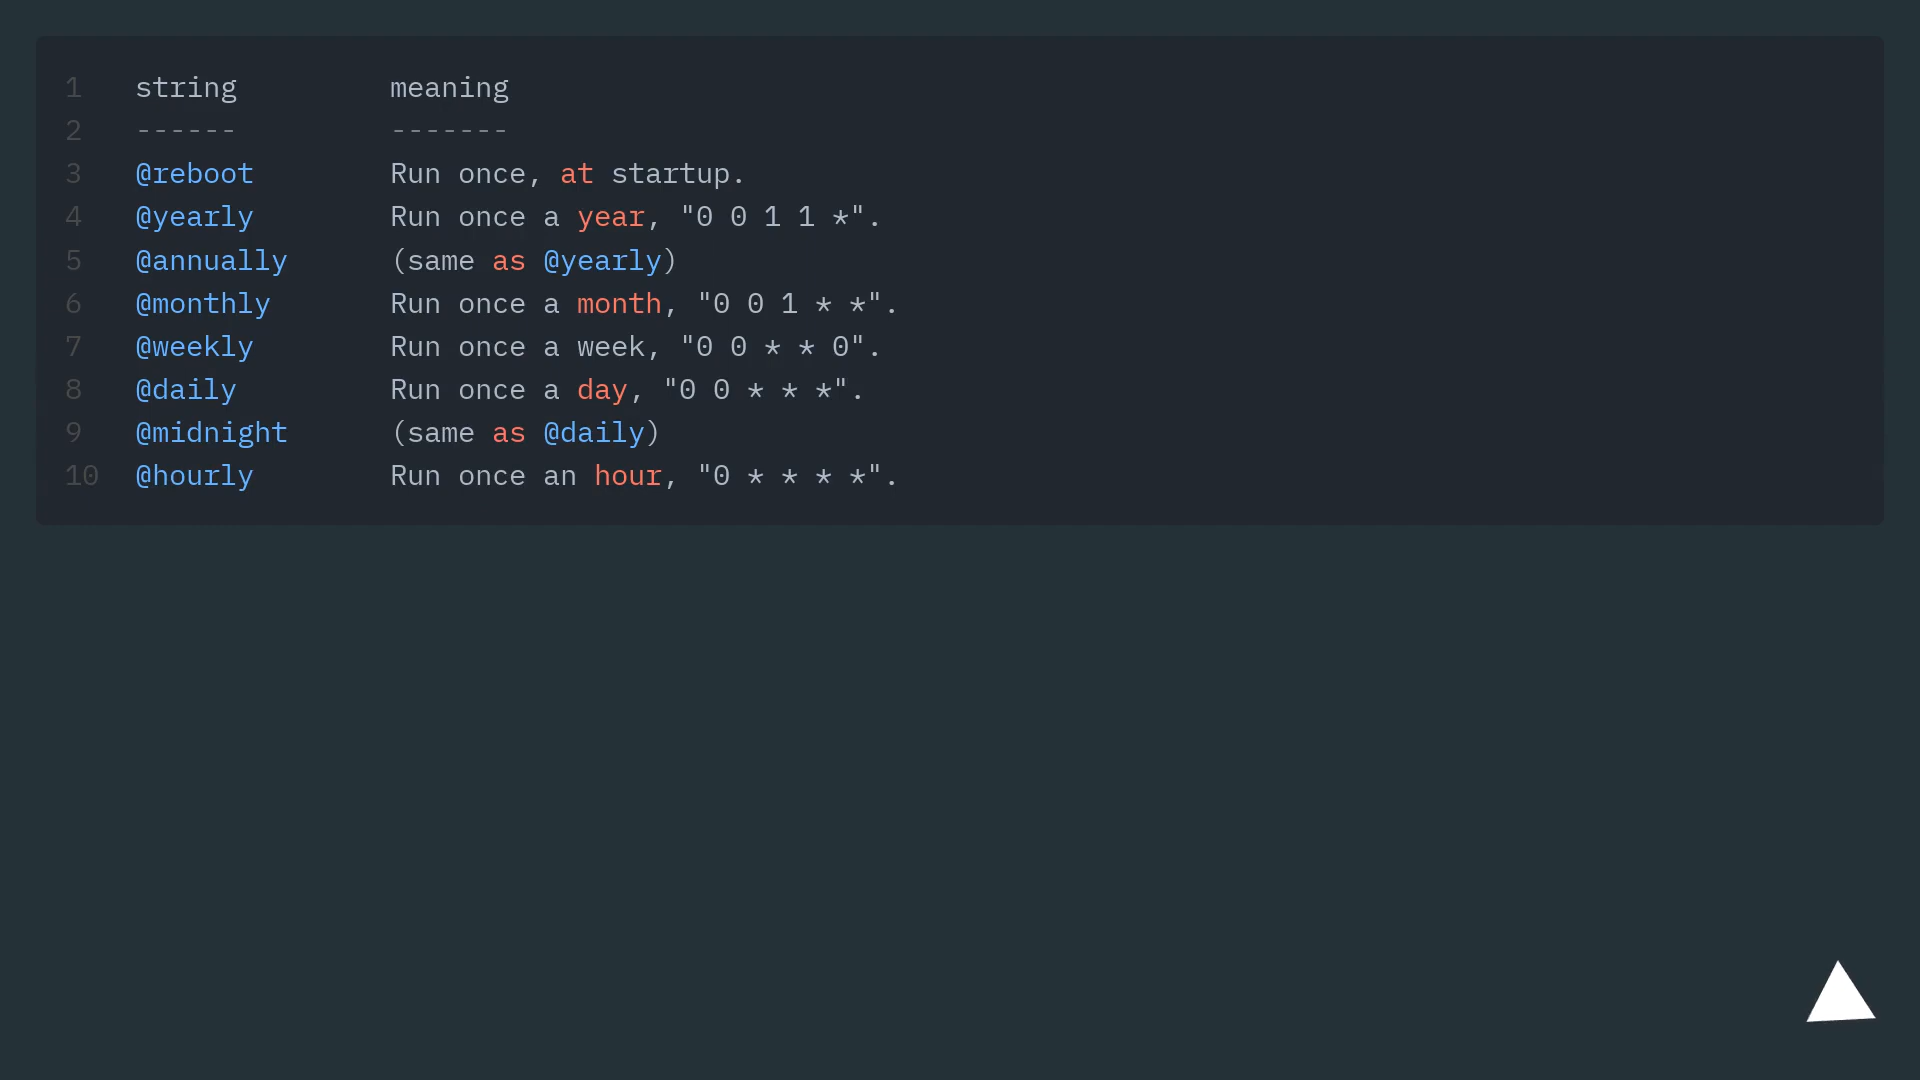 1 string meaning
2 ------ -------
3 @reboot Run once, at startup.
4 @yearly Run once a year, "0 0 1 1 *".
5 @annually (same as @yearly)
6 @monthly Run once a month, "0 0 1 * *".
7 @weekly Run once a week, "0 0 * * 0".
8 @daily Run once a day, "0 0 * * *".
9 @midnight (same as @daily)
10 @hourly Run once an hour, "0 * * * *".